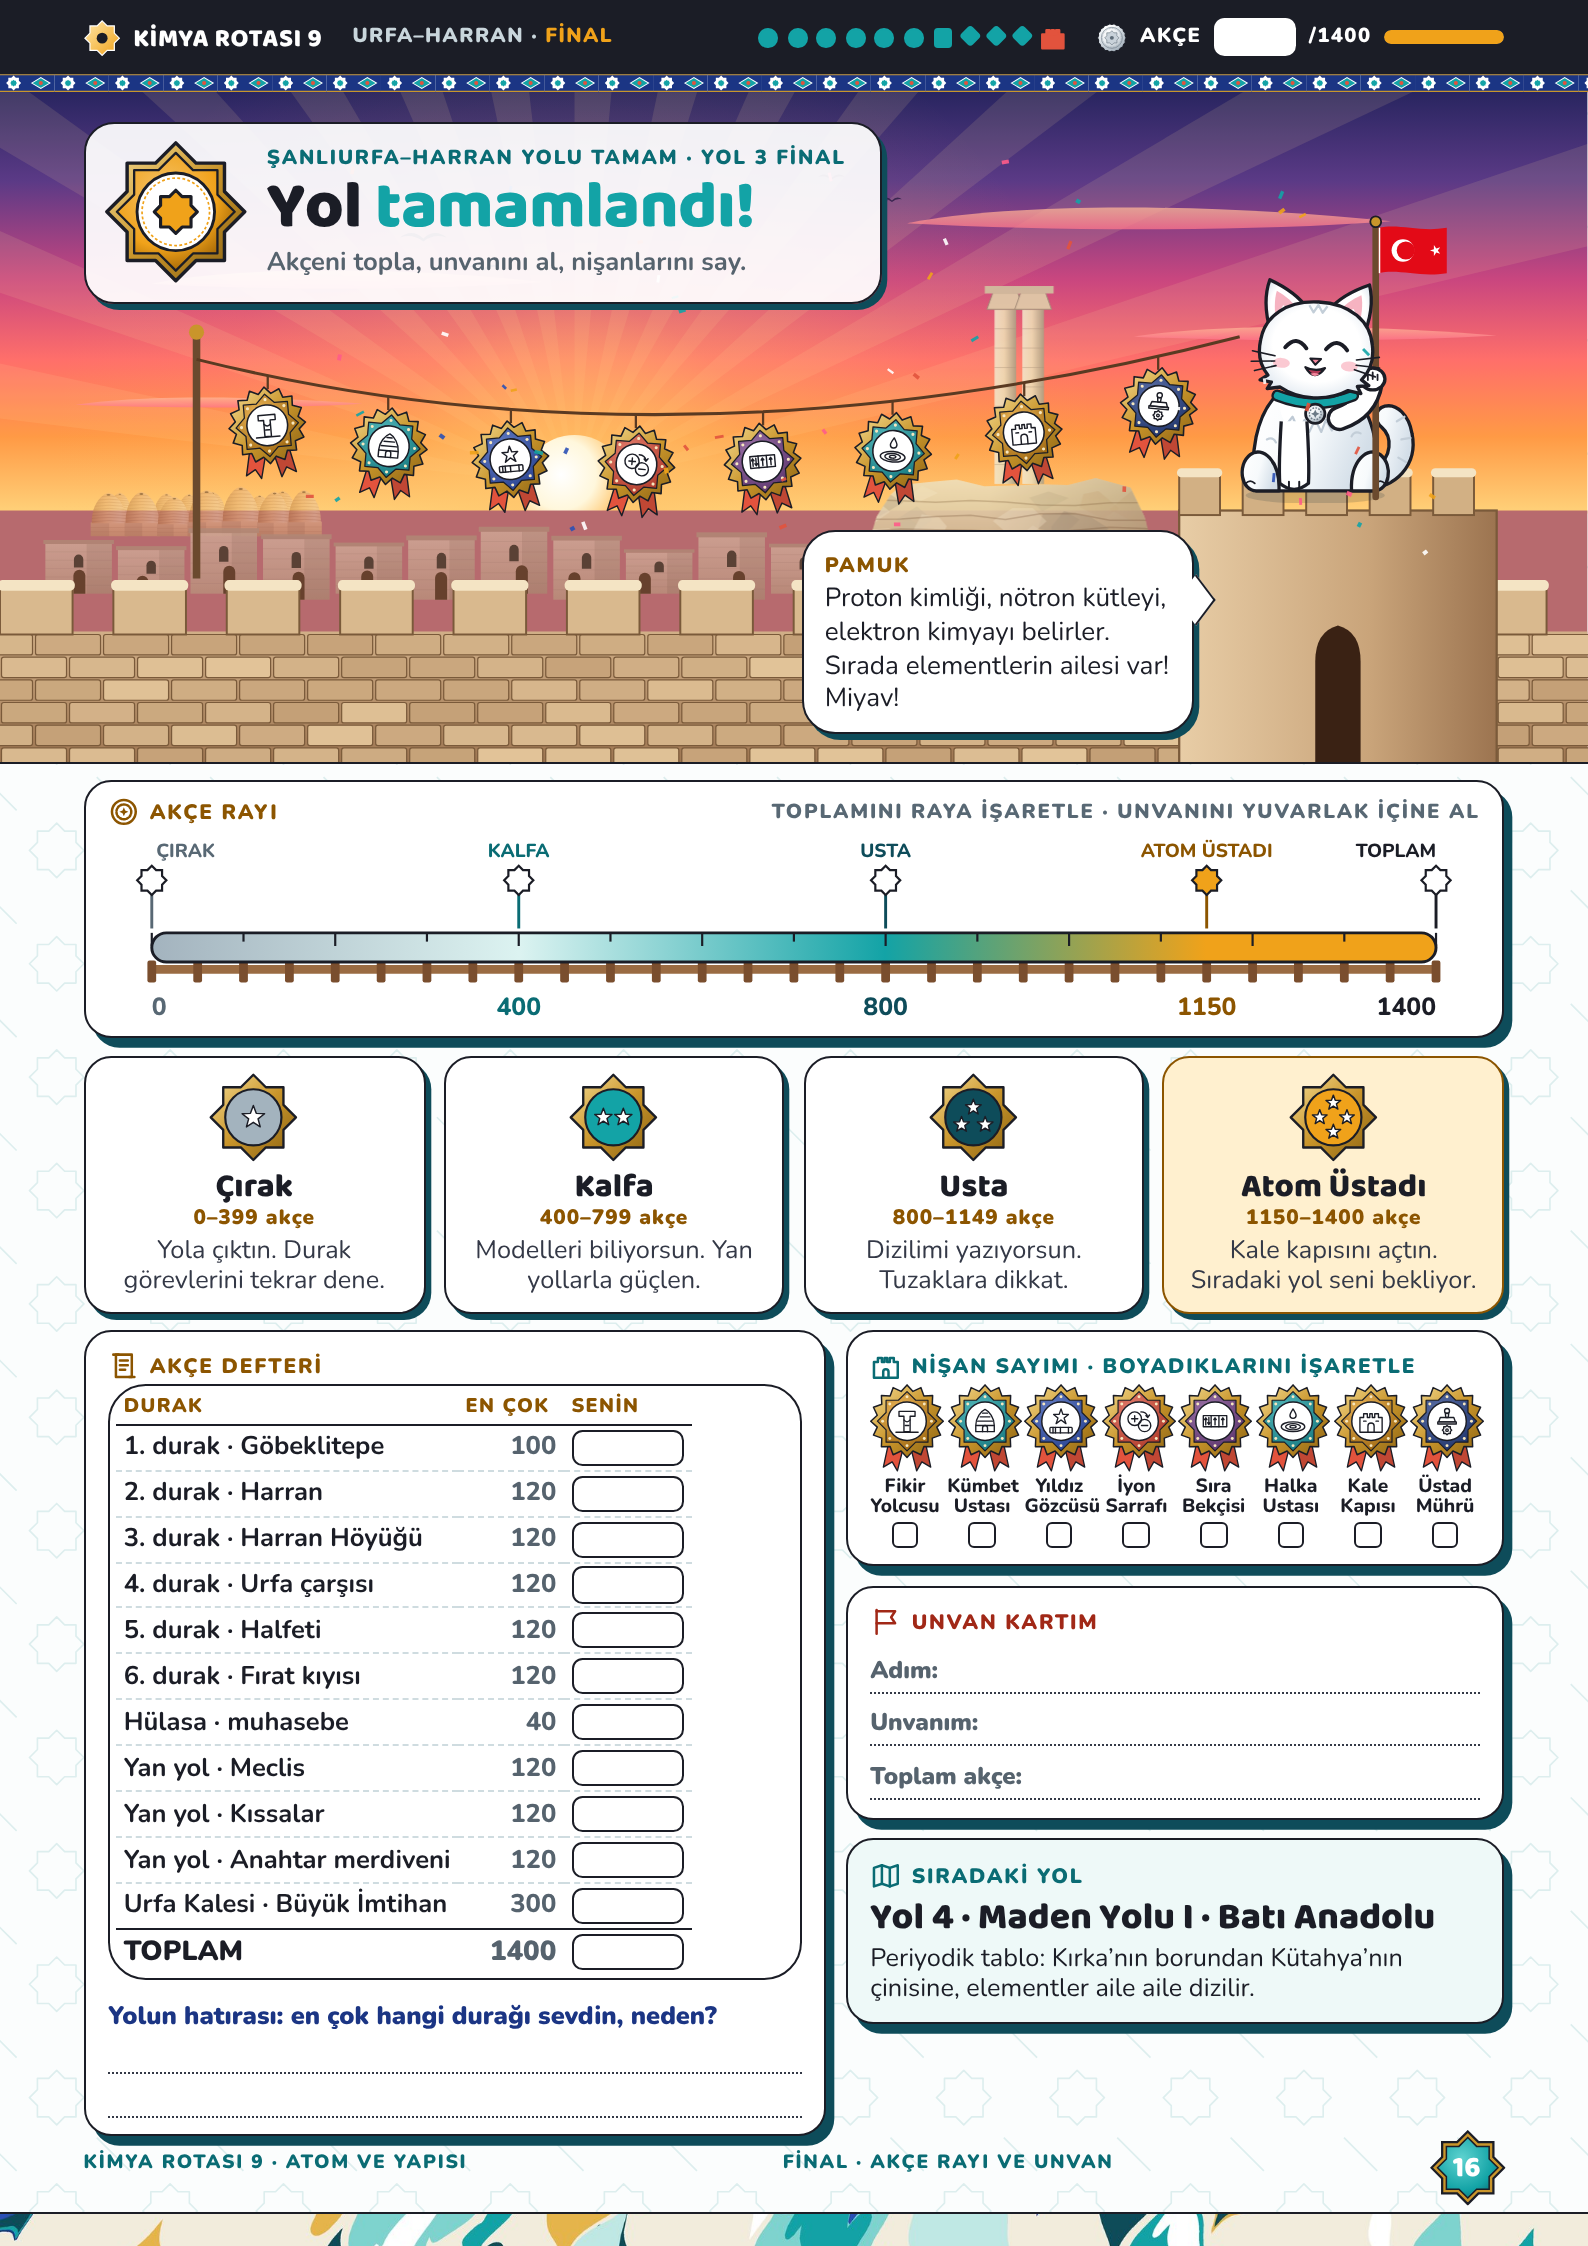 KİMYA ROTASI 9
URFA–HARRAN · FİNAL
AKÇE /1400
ŞANLIURFA–HARRAN YOLU TAMAM · YOL 3 FİNAL
Yol tamamlandı!
Akçeni topla, unvanını al, nişanlarını say.
PAMUK
Proton kimliği, nötron kütleyi,
elektron kimyayı belirler.
Sırada elementlerin ailesi var!
Miyav!
AKÇE RAYI
TOPLAMINI RAYA İŞARETLE · UNVANINI YUVARLAK İÇİNE AL
ÇIRAK KALFA USTA ATOM ÜSTADI TOPLAM
0 400 800 1150 1400
Çırak
0–399 akçe
Yola çıktın. Durak
görevlerini tekrar dene.
Kalfa
400–799 akçe
Modelleri biliyorsun. Yan
yollarla güçlen.
Usta
800–1149 akçe
Dizilimi yazıyorsun.
Tuzaklara dikkat.
Atom Üstadı
1150–1400 akçe
Kale kapısını açtın.
Sıradaki yol seni bekliyor.
AKÇE DEFTERİ
DURAK EN ÇOK SENİN
1. durak · Göbeklitepe 100
2. durak · Harran 120
3. durak · Harran Höyüğü 120
4. durak · Urfa çarşısı 120
5. durak · Halfeti 120
6. durak · Fırat kıyısı 120
Hülasa · muhasebe 40
Yan yol · Meclis 120
Yan yol · Kıssalar 120
Yan yol · Anahtar merdiveni 120
Urfa Kalesi · Büyük İmtihan 300
TOPLAM 1400
Yolun hatırası: en çok hangi durağı sevdin, neden?
NİŞAN SAYIMI · BOYADIKLARINI İŞARETLE
Fikir Kümbet Yıldız İyon Sıra Halka Kale Üstad
Yolcusu Ustası Gözcüsü Sarrafı Bekçisi Ustası Kapısı Mührü
UNVAN KARTIM
Adım:
Unvanım:
Toplam akçe:
SIRADAKİ YOL
Yol 4 · Maden Yolu I · Batı Anadolu
Periyodik tablo: Kırka’nın borundan Kütahya’nın
çinisine, elementler aile aile dizilir.
KİMYA ROTASI 9 · ATOM VE YAPISI
FİNAL · AKÇE RAYI VE UNVAN
16